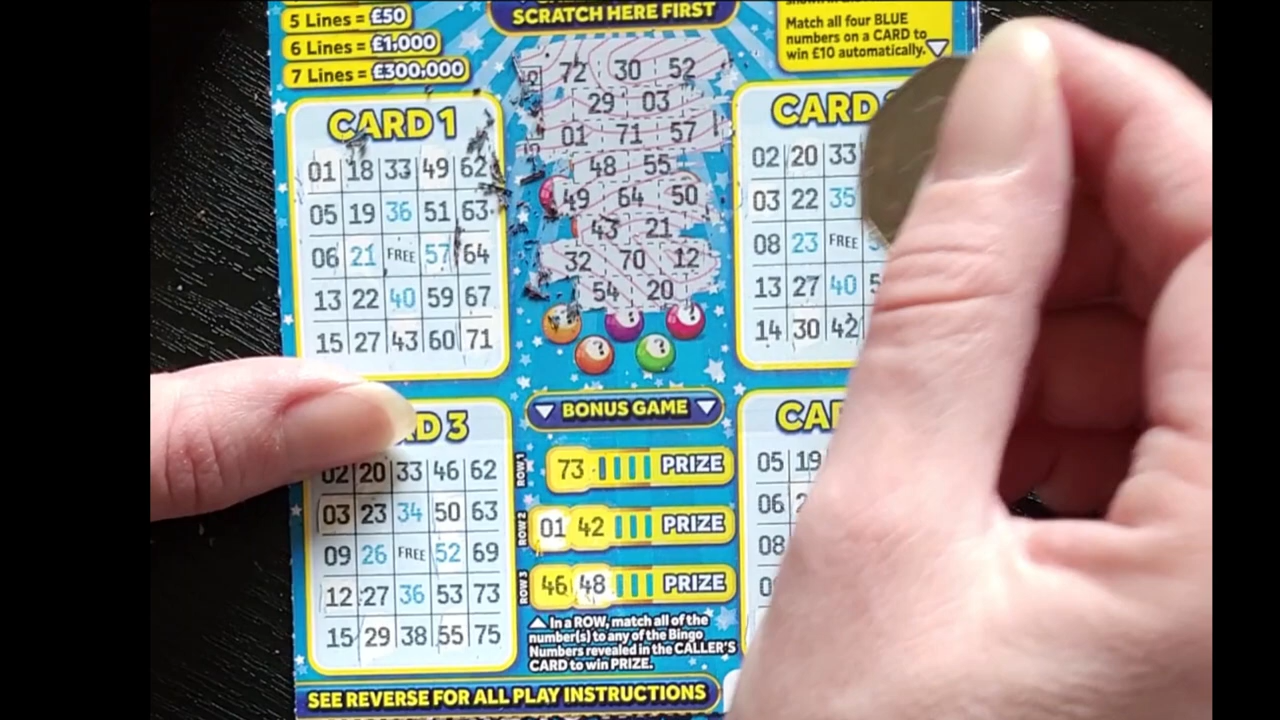 5 Lines = £50
6 Lines = £1,000
7 Lines = £300,000
SCRATCH HERE FIRST
Match all four BLUE
numbers on a CARD to
win £10 automatically.
CARD 1
01 18 33 49 62
05 19 36 51 63
06 21 FREE 57 64
13 22 40 59 67
15 27 43 60 71
72 30 52
29 03
01 71 57
48 55
49 64 50
43 21
32 70 12
54 20
? ? ?
? ?
CARD
02 20 33
03 22 35
08 23 FREE
13 27 40
14 30 42
D 3
02 20 33 46 62
03 23 34 50 63
09 26 FREE 52 69
12 27 36 53 73
15 29 38 55 75
BONUS GAME
ROW 1 73 PRIZE
ROW 2 01 42 PRIZE
ROW 3 46 48 PRIZE
In a ROW, match all of the
number(s) to any of the Bingo
Numbers revealed in the CALLER'S
CARD to win PRIZE.
05 19
06
08
SEE REVERSE FOR ALL PLAY INSTRUCTIONS